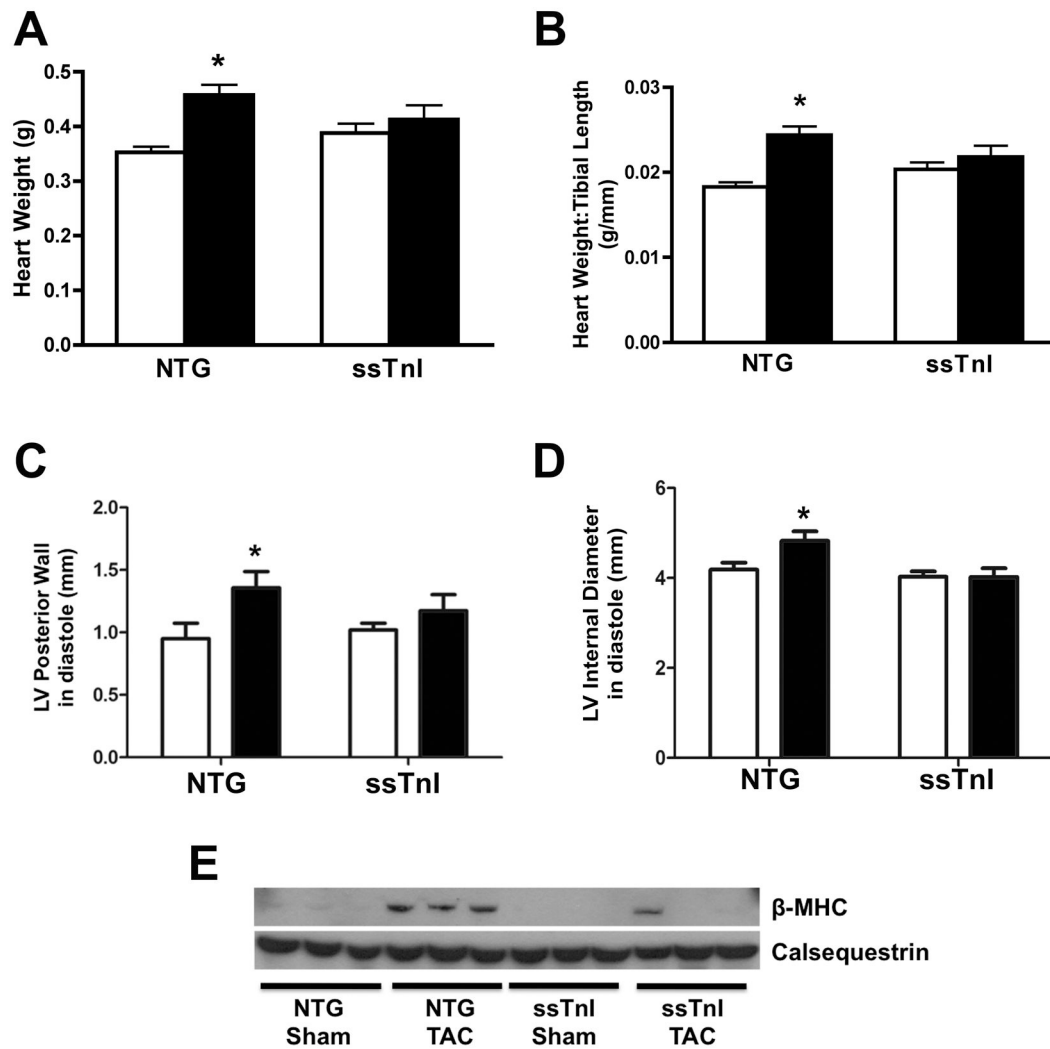 A
Heart Weight (g)
0.5
0.4
0.3
0.2
0.1
0.0
*
NTG
ssTnI
B
Heart Weight:Tibial Length
(g/mm)
0.03
0.02
0.01
0.00
*
NTG
ssTnI
C
LV Posterior Wall
in diastole (mm)
2.0
1.5
1.0
0.5
0.0
*
NTG
ssTnI
D
LV Internal Diameter
in diastole (mm)
6
4
2
0
*
NTG
ssTnI
E
β-MHC
Calsequestrin
NTG
Sham
NTG
TAC
ssTnI
Sham
ssTnI
TAC